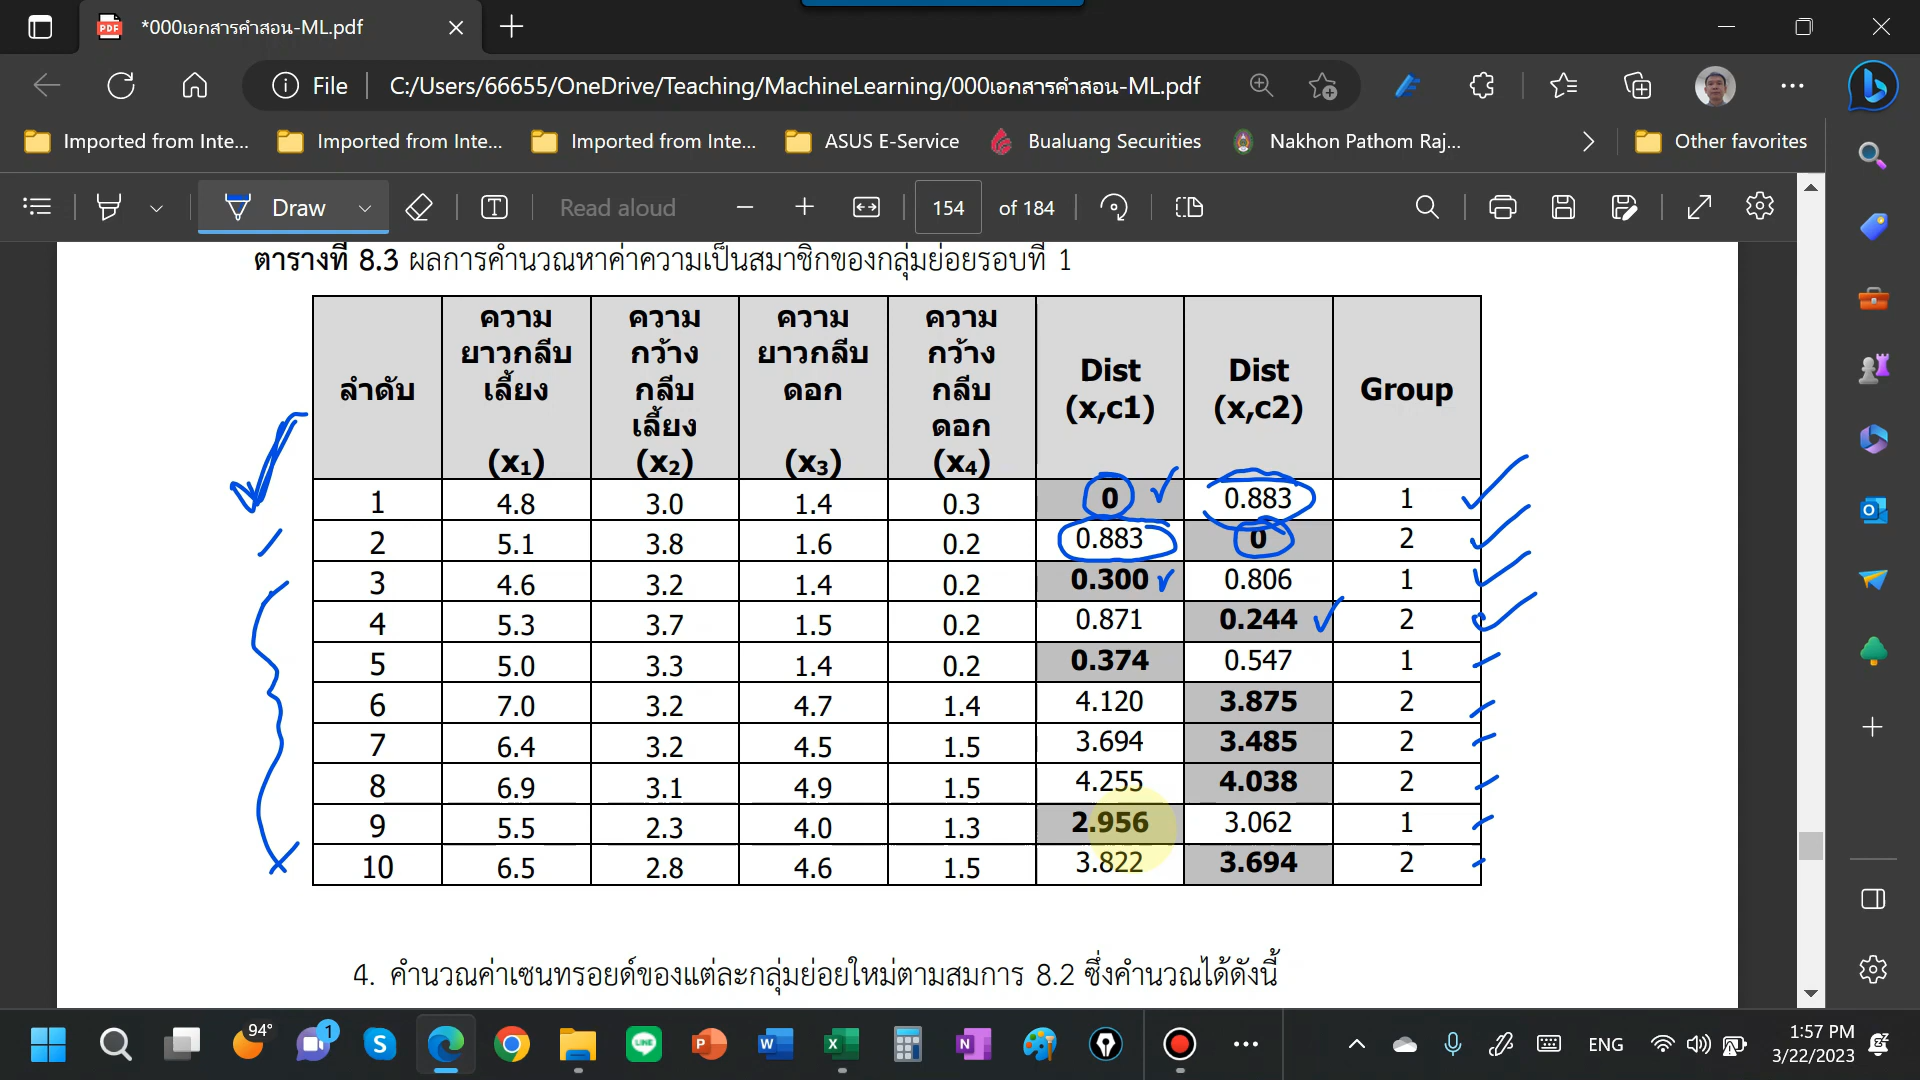 *000เอกสารคำสอน-ML.pdf
File C:/Users/66655/OneDrive/Teaching/MachineLearning/000เอกสารคำสอน-ML.pdf
Imported from Inte... Imported from Inte... Imported from Inte... ASUS E-Service Bualuang Securities Nakhon Pathom Raj... Other favorites
Draw Read aloud 154 of 184
ตารางที่ 8.3 ผลการคำนวณหาค่าความเป็นสมาชิกของกลุ่มย่อยรอบที่ 1
ลำดับ ความยาวกลีบเลี้ยง (x₁) ความกว้างกลีบเลี้ยง (x₂) ความยาวกลีบดอก (x₃) ความกว้างกลีบดอก (x₄) Dist (x,c1) Dist (x,c2) Group
1 4.8 3.0 1.4 0.3 0 0.883 1
2 5.1 3.8 1.6 0.2 0.883 0 2
3 4.6 3.2 1.4 0.2 0.300 0.806 1
4 5.3 3.7 1.5 0.2 0.871 0.244 2
5 5.0 3.3 1.4 0.2 0.374 0.547 1
6 7.0 3.2 4.7 1.4 4.120 3.875 2
7 6.4 3.2 4.5 1.5 3.694 3.485 2
8 6.9 3.1 4.9 1.5 4.255 4.038 2
9 5.5 2.3 4.0 1.3 2.956 3.062 1
10 6.5 2.8 4.6 1.5 3.822 3.694 2
4. คำนวณค่าเซนทรอยด์ของแต่ละกลุ่มย่อยใหม่ตามสมการ 8.2 ซึ่งคำนวณได้ดังนี้
94° 1 ENG 1:57 PM
3/22/2023